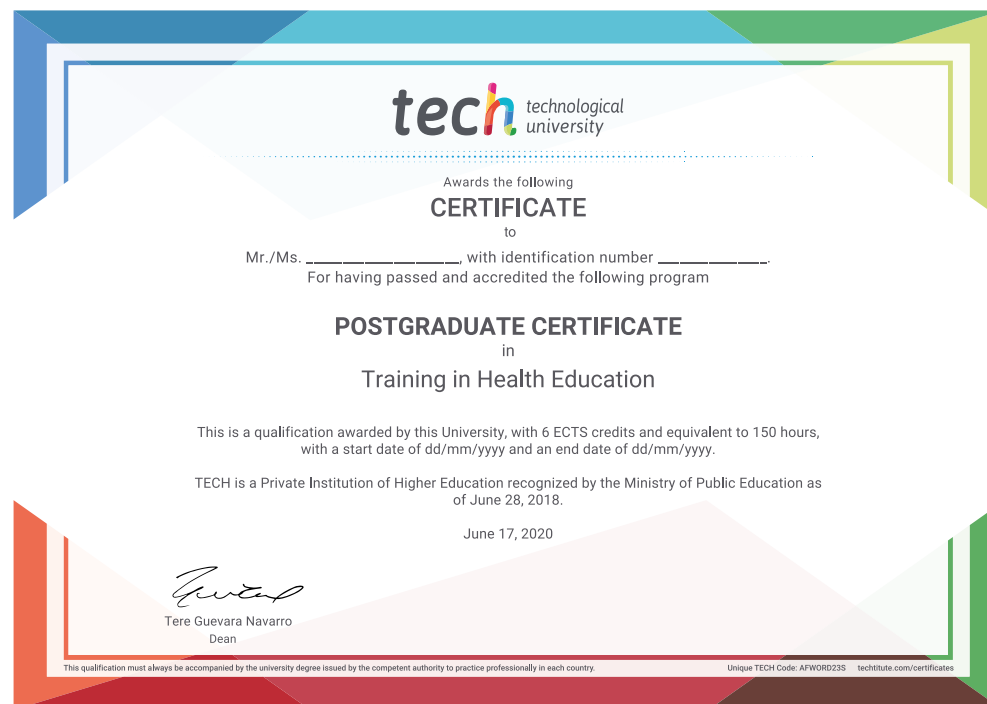 tech technological
university
Awards the following
CERTIFICATE
to
Mr./Ms. ____________________, with identification number ______________.
For having passed and accredited the following program
POSTGRADUATE CERTIFICATE
in
Training in Health Education
This is a qualification awarded by this University, with 6 ECTS credits and equivalent to 150 hours,
with a start date of dd/mm/yyyy and an end date of dd/mm/yyyy.
TECH is a Private Institution of Higher Education recognized by the Ministry of Public Education as
of June 28, 2018.
June 17, 2020
Tere Guevara Navarro
Dean
This qualification must always be accompanied by the university degree issued by the competent authority to practice professionally in each country.
Unique TECH Code: AFWORD23S techtitute.com/certificates